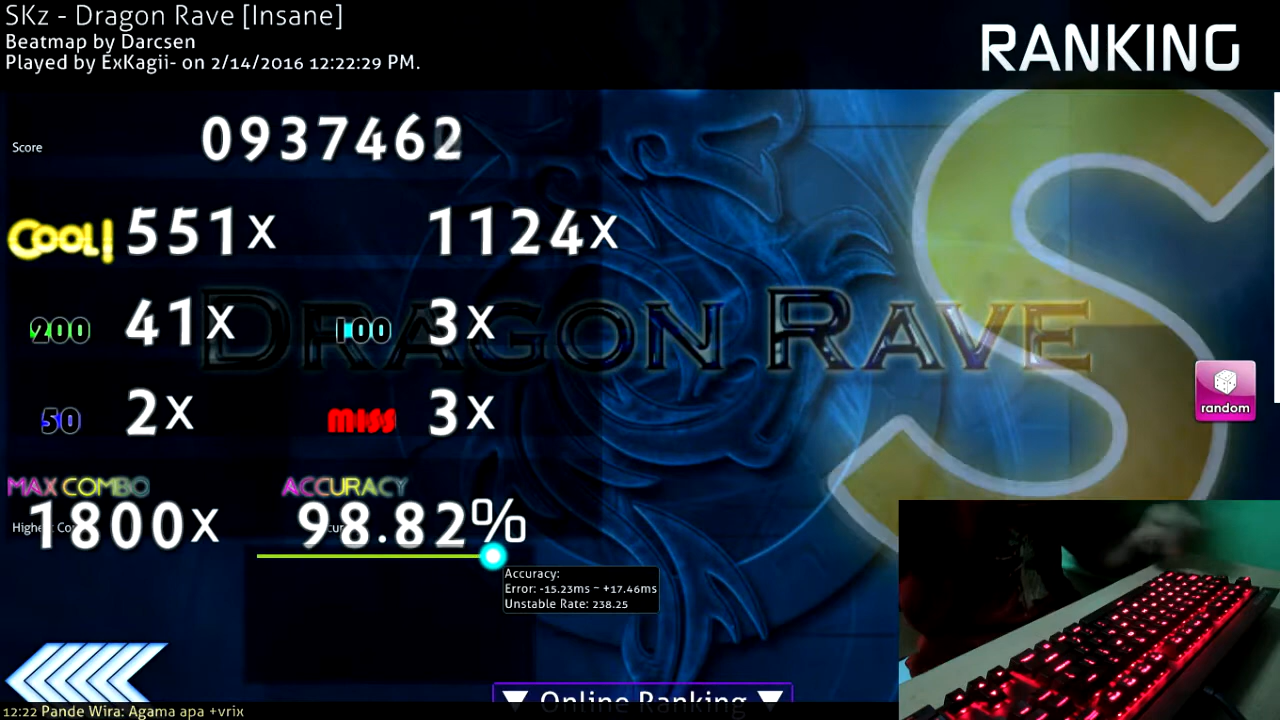 SKz - Dragon Rave [Insane]
Beatmap by Darcsen
Played by ExKagii- on 2/14/2016 12:22:29 PM.
RANKING
Score
0937462
COOL! 551x 1124x
200 41x 100 3x
DRAGON RAVE
50 2x MISS 3x
random
MAX COMBO ACCURACY
1800x 98.82%
Accuracy:
Error: -15.23ms - +17.46ms
Unstable Rate: 238.25
▼ Online Ranking ▼
12:22 Pande Wira: Agama apa +vrix